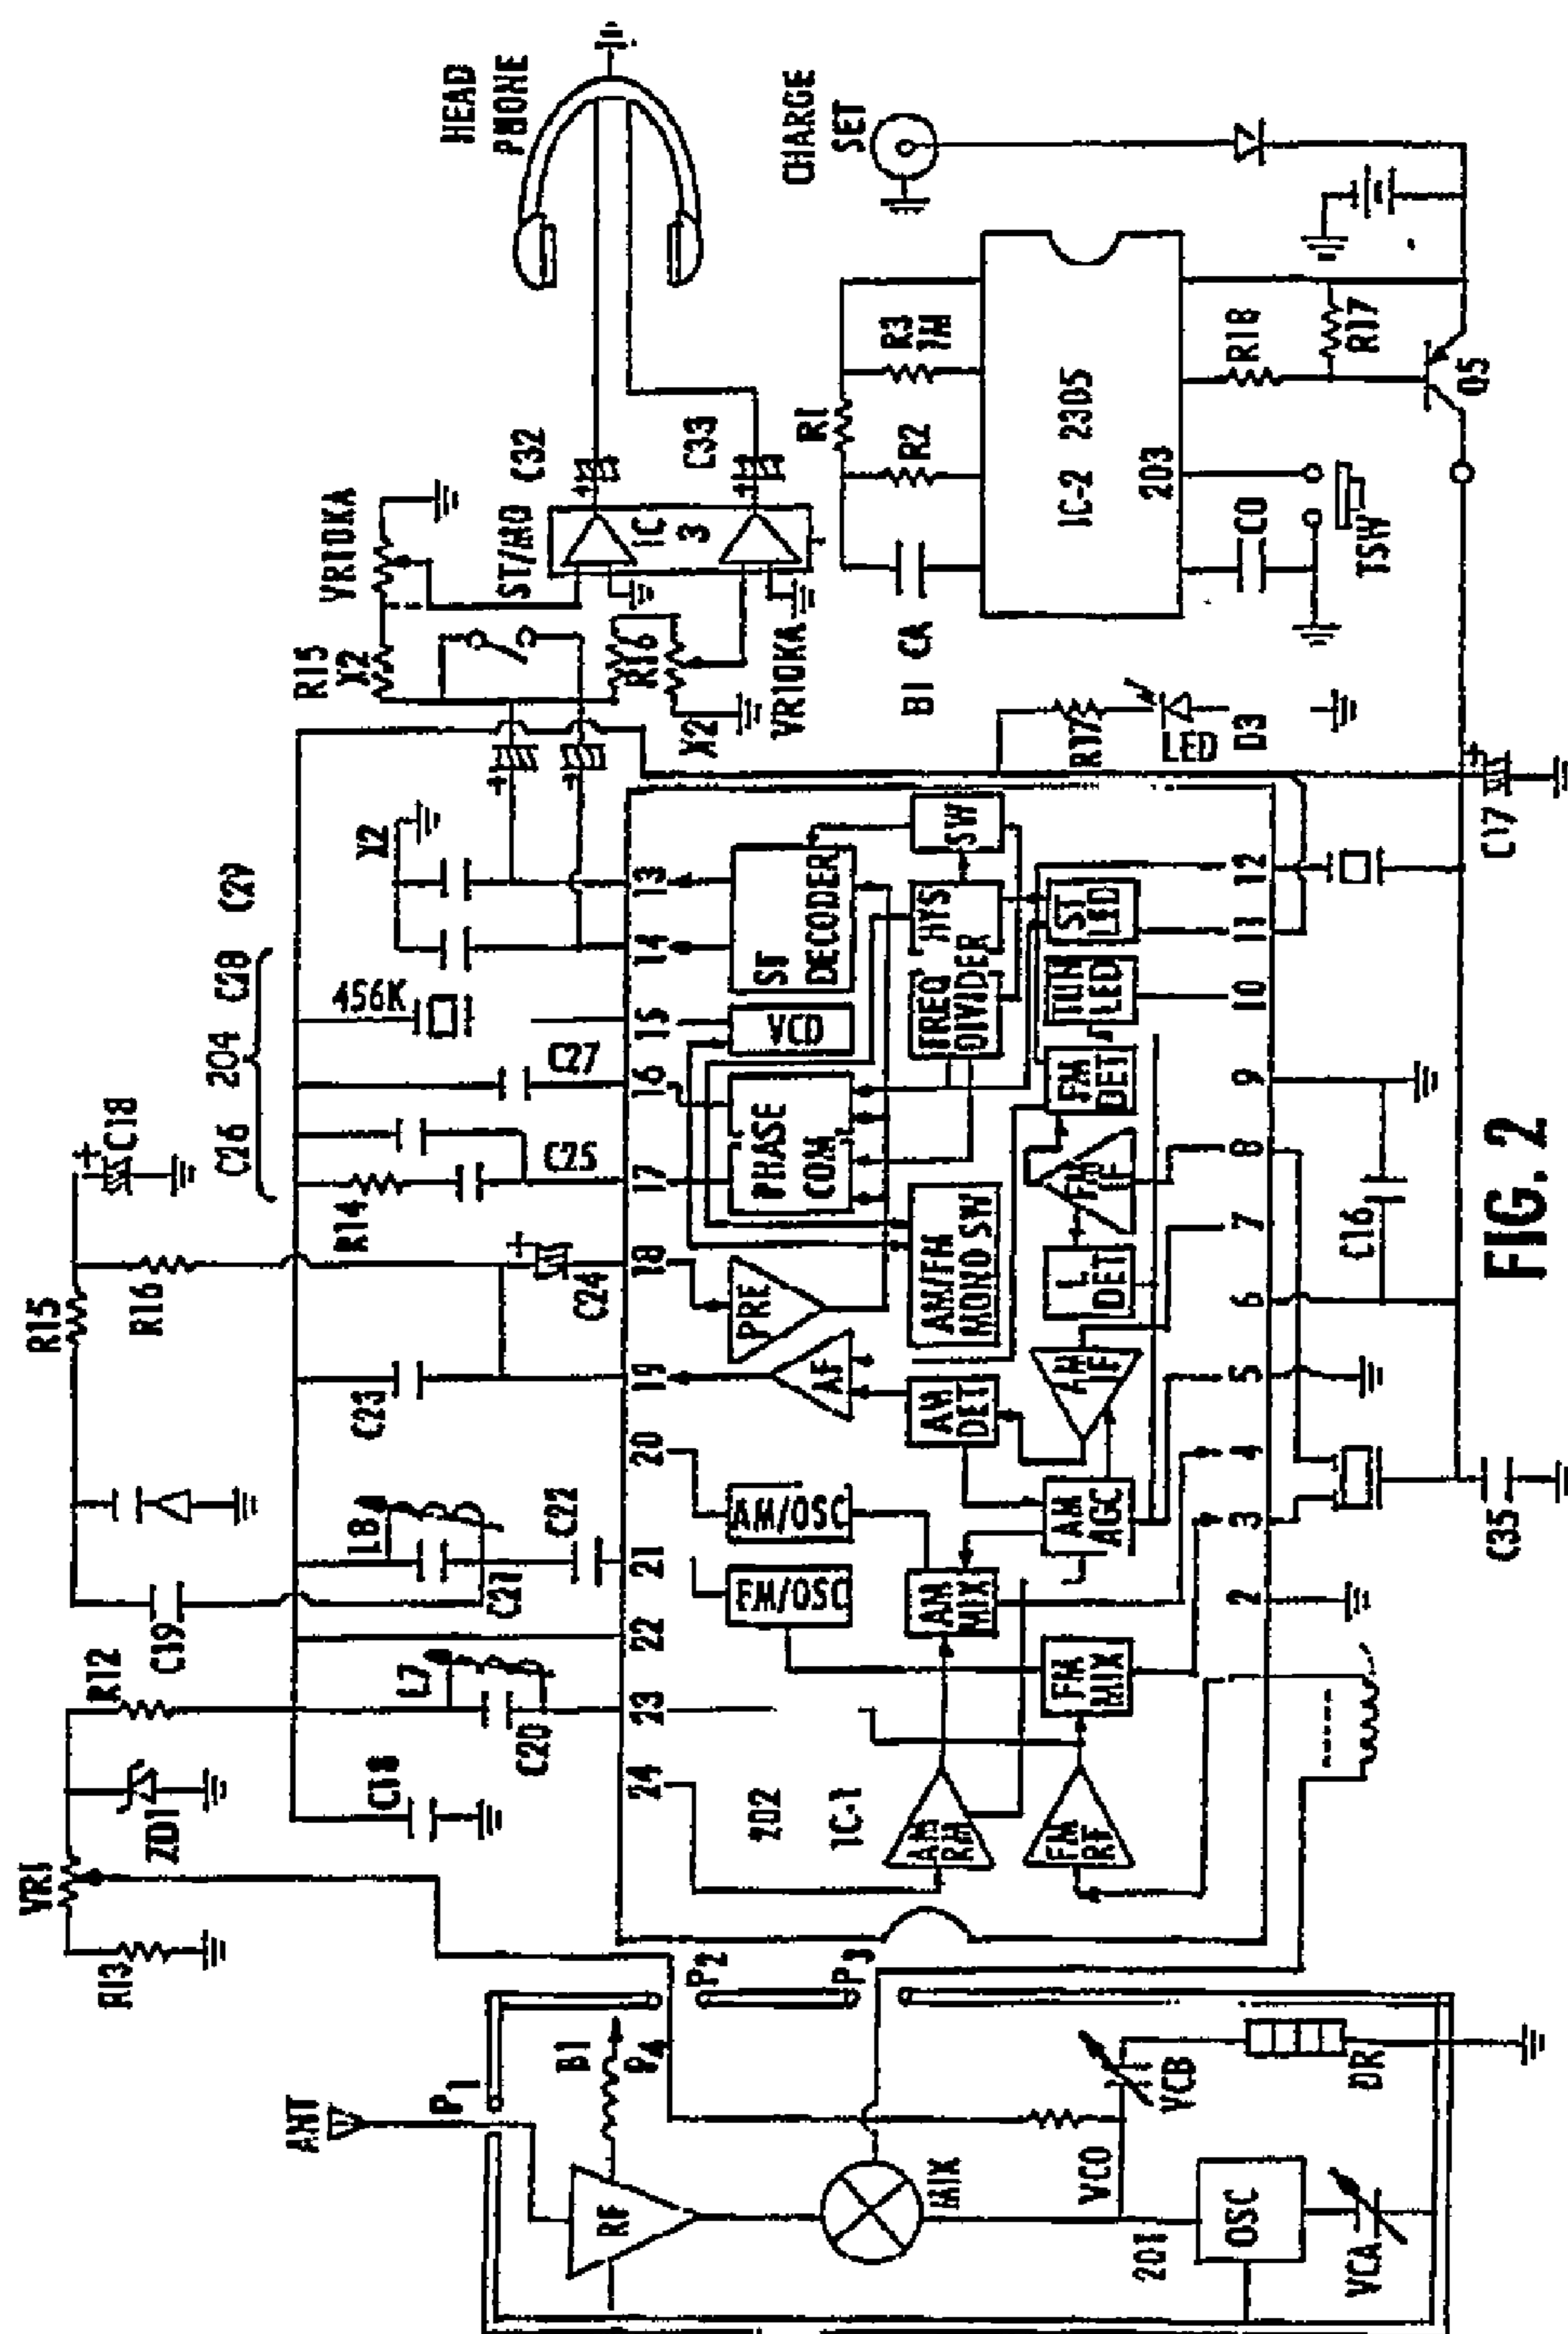 HEAD
PMONE
CHARGE
SET
VR10KA
ST/MO
C32
C33
IC
3
R15
X2
R16
VR10KA
X2
R1
R2
R3
1M
IC-2 2305
203
R18
R17
Q5
B1 CA
C0
TSW
R17
LED
D3
C17
C26 204 C28 C29
X2
456K
C27
C25
R14
C18
R15
R16
C24
C23
L8
C22
C21
C19
R12
L7
C20
C18
ZD1
VR1
R13
13
14
15
16
17
18
19
20
21
22
23
24
ST
DECODER
SW
VCD
HYS
FREQ
DIVIDER
ST
LED
TUN
LED
PHASE
COM
FM
DET
FM
IF
L
DET
AM/FM
MONO SW
PRE
AF
AM
DET
AM
IF
AM/OSC
AM
AGC
FM/OSC
AM
MIX
FM
MIX
202
IC-1
AM
RM
FM
RF
12
11
10
9
8
7
6
5
4
3
2
C16
C35
ANT
P1
P2
P3
P4
B1
RF
MIX
VCO
VCB
DR
201
OSC
VCA
FIG. 2